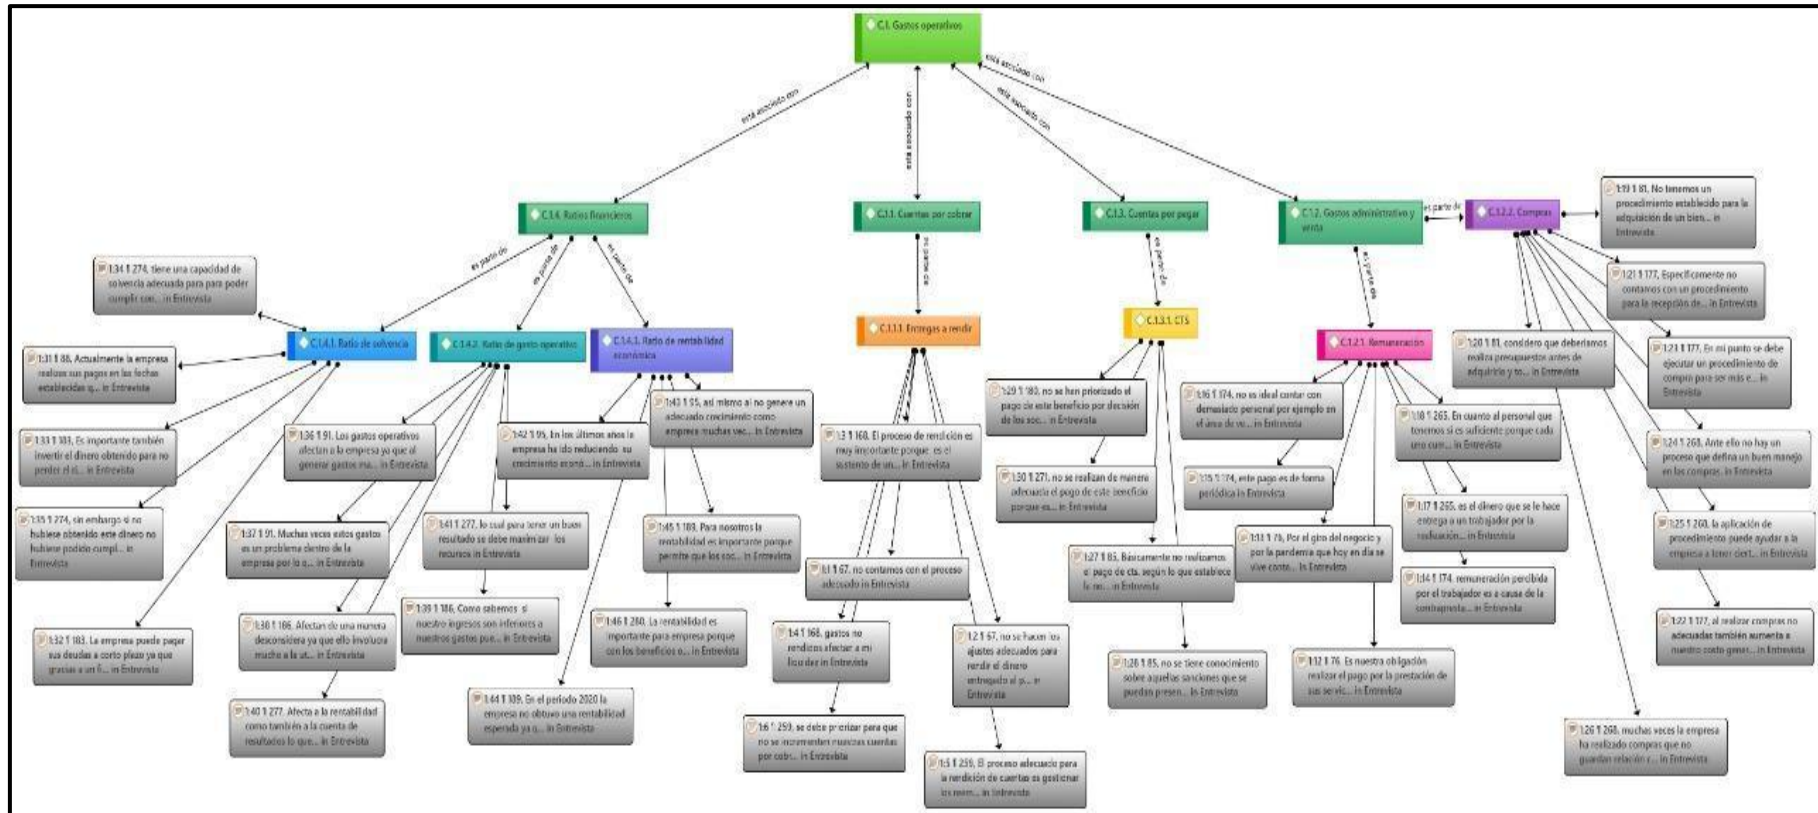 C.1. Gastos operativos
está asociado con
está asociado con
está asociado con
está asociado con
C.1.4. Ratios financieros
C.1.1. Cuentas por cobrar
C.1.3. Cuentas por pagar
C.1.2. Gastos administrativo y
venta
es parte de
C.1.2.2. Compras
1:19 ¶ 81, No tenemos un
procedimiento establecido para la
adquisición de un bien... in
Entrevista
es parte de
es parte de
es parte de
es parte de
es parte de
es parte de
1:34 ¶ 274, tiene una capacidad de
solvencia adecuada para para poder
cumplir con... in Entrevista
1:21 ¶ 177, Específicamente no
contamos con un procedimiento
para la recepción de... in Entrevista
C.1.4.1. Ratio de solvencia
C.1.4.2. Ratio de gasto operativo
C.1.4.3. Ratio de rentabilidad
económica
C.1.1.1. Entregas a rendir
C.1.3.1. CTS
C.1.2.1. Remuneración
1:31 ¶ 88, Actualmente la empresa
realiza sus pagos en las fechas
establecidas q... in Entrevista
1:20 ¶ 81, considero que deberíamos
realiza presupuestos antes de
adquirirlo y to... in Entrevista
1:23 ¶ 177, En mi punto se debe
ejecutar un procedimiento de
compra para ser más e... in
Entrevista
1:33 ¶ 183, Es importante también
invertir el dinero obtenido para no
perder el ri... in Entrevista
1:36 ¶ 91, Los gastos operativos
afectan a la empresa ya que al
generar gastos ma... in Entrevista
1:42 ¶ 95, En los últimos años la
empresa ha ido reduciendo su
crecimiento econó... in Entrevista
1:43 ¶ 95, así mismo al no genere un
adecuado crecimiento como
empresa muchas vec... in
Entrevista
1:3 ¶ 168, El proceso de rendición es
muy importante porque es el
sustento de un... in Entrevista
1:29 ¶ 180, no se han priorizado el
pago de este beneficio por decisión
de los soc... in Entrevista
1:16 ¶ 174, no es ideal contar con
demasiado personal por ejemplo en
el área de ve... in Entrevista
1:18 ¶ 265, En cuanto al personal que
tenemos si es suficiente porque cada
uno cum... in Entrevista
1:24 ¶ 268, Ante ello no hay un
proceso que defina un buen manejo
en las compras. in Entrevista
1:30 ¶ 271, no se realizan de manera
adecuada el pago de este beneficio
porque es... in Entrevista
1:15 ¶ 174, este pago es de forma
periódica in Entrevista
1:35 ¶ 274, sin embargo si no
hubiese obtenido este dinero no
hubiese podido cumpl... in
Entrevista
1:37 ¶ 91, Muchas veces estos gastos
es un problema dentro de la
empresa por lo q... in Entrevista
1:41 ¶ 277, lo cual para tener un buen
resultado se debe maximizar los
recursos in Entrevista
1:45 ¶ 189, Para nosotros la
rentabilidad es importante porque
permite que los soc... in Entrevista
1:1 ¶ 67, no contamos con el proceso
adecuado in Entrevista
1:27 ¶ 85, Básicamente no realizamos
el pago de cts. según lo que establece
la no... in Entrevista
1:13 ¶ 76, Por el giro del negocio y
por la pandemia que hoy en día se
vive conta... in Entrevista
1:17 ¶ 265, es el dinero que se le hace
entrega a un trabajador por la
realización... in Entrevista
1:25 ¶ 268, la aplicación de
procedimiento puede ayudar a la
empresa a tener ciert... in Entrevista
1:14 ¶ 174, remuneración percibida
por el trabajador es a causa de la
contrapresta... in Entrevista
1:32 ¶ 183, La empresa puede pagar
sus deudas a corto plazo ya que
gracias a un fi... in Entrevista
1:38 ¶ 186, Afectan de una manera
desconsidera ya que ello involucra
mucho a la ut... in Entrevista
1:39 ¶ 186, Como sabemos si
nuestro ingresos son inferiores a
nuestros gastos pue... in Entrevista
1:46 ¶ 280, La rentabilidad es
importante para empresa porque
con los beneficios o... in Entrevista
1:4 ¶ 168, gastos no
rendidos afectan a mi
liquidez in Entrevista
1:2 ¶ 67, no se hacen los
ajustes adecuados para
rendir el dinero
entregado al p... in
Entrevista
1:28 ¶ 85, no se tiene conocimiento
sobre aquellas sanciones que se
puedan presen... in Entrevista
1:12 ¶ 76, Es nuestra obligación
realizar el pago por la prestación de
sus servic... in Entrevista
1:22 ¶ 177, al realizar compras no
adecuadas también aumenta a
nuestro costo gener... in Entrevista
1:40 ¶ 277, Afecta a la rentabilidad
como también a la cuenta de
resultados lo que... in Entrevista
1:44 ¶ 189, En el periodo 2020 la
empresa no obtuvo una rentabilidad
esperada ya q... in Entrevista
1:6 ¶ 259, se debe priorizar para que
no se incrementen nuestras cuentas
por cobr... in Entrevista
1:5 ¶ 259, El proceso adecuado para
la rendición de cuentas es gestionar
los reem... in Entrevista
1:26 ¶ 268, muchas veces la empresa
ha realizado compras que no
guardan relación c... in Entrevista